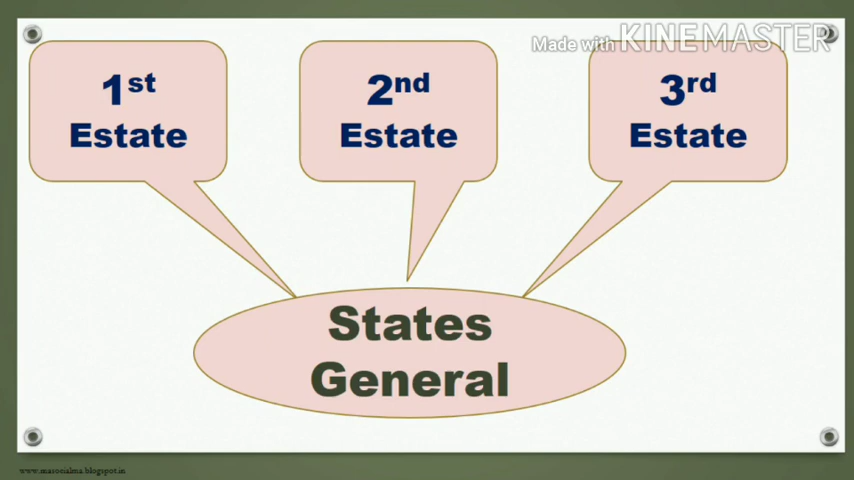 Made with KINEMASTER
1st
Estate
2nd
Estate
3rd
Estate
States
General
www.masocialma.blogspot.in